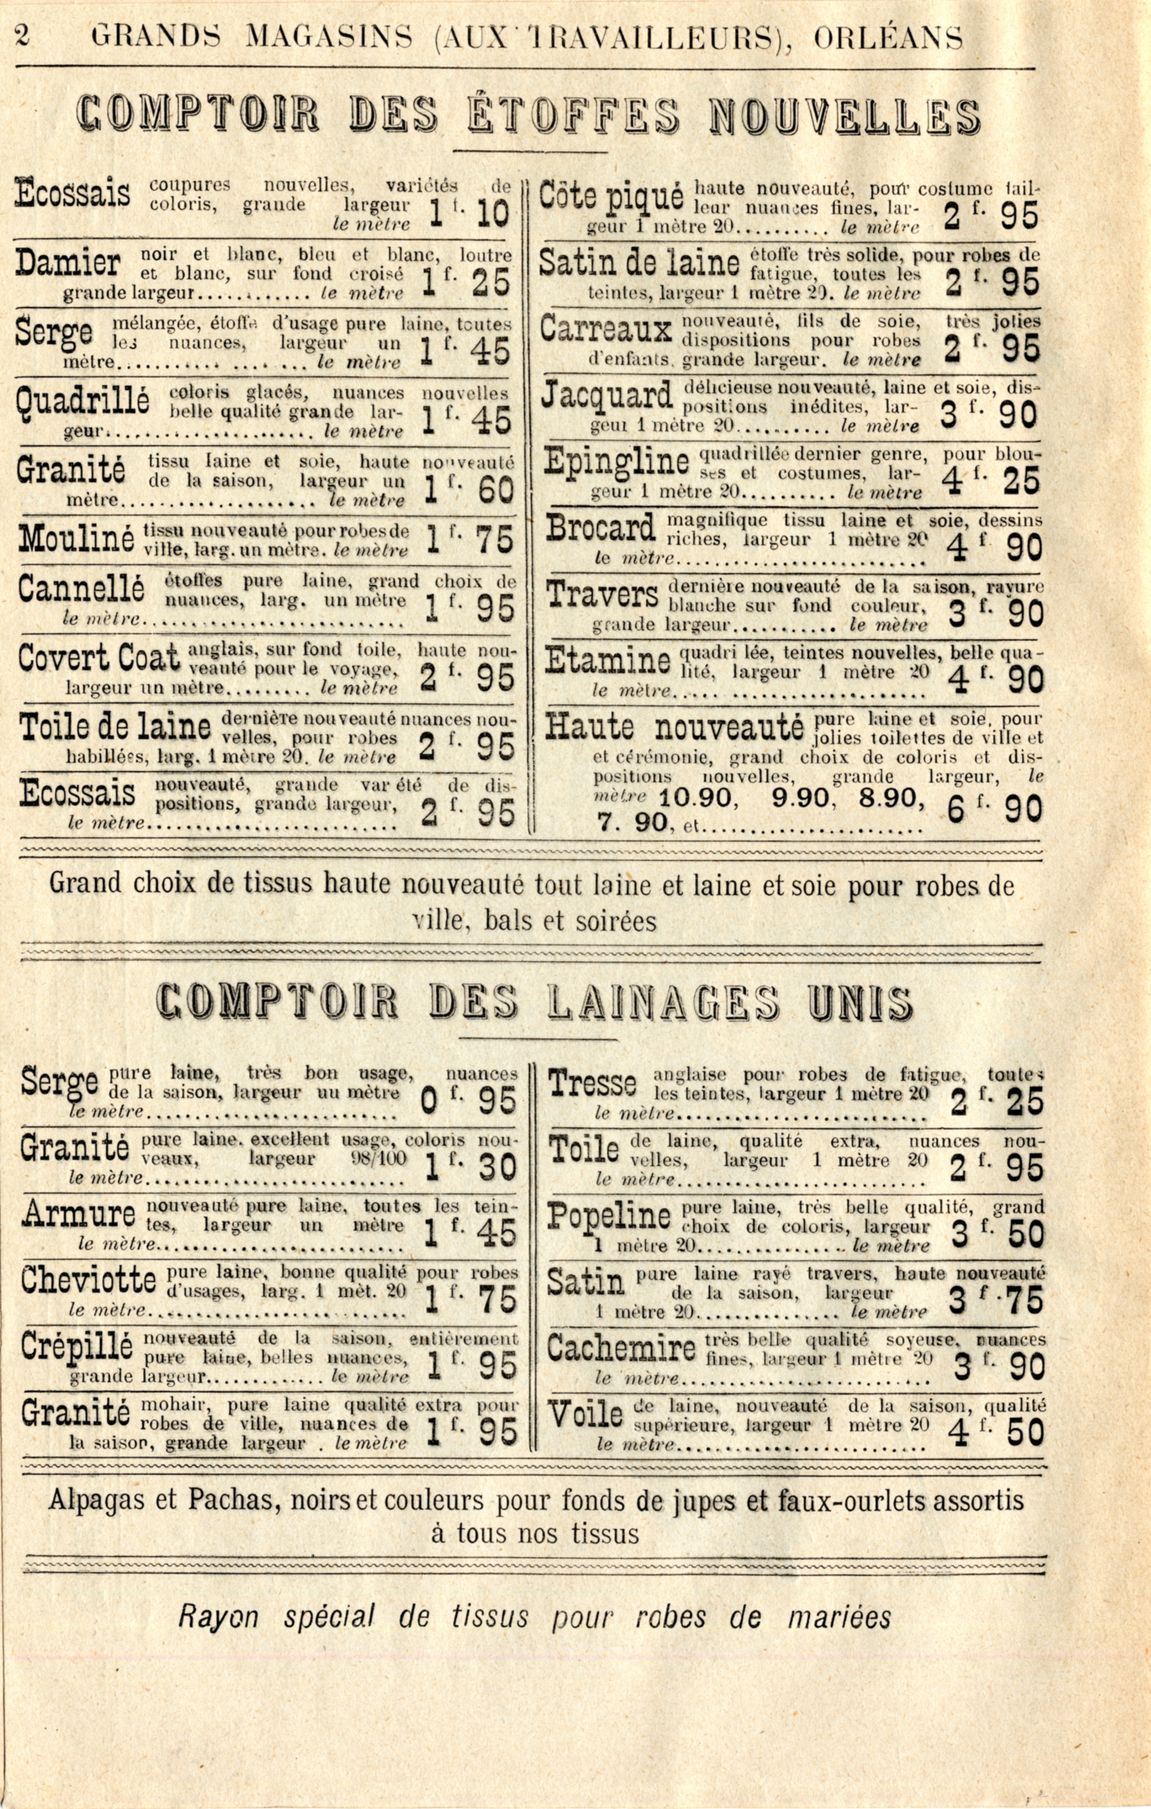 2 GRANDS MAGASINS (AUX TRAVAILLEURS), ORLÉANS
COMPTOIR DES ÉTOFFES NOUVELLES
Ecossais coupures nouvelles, variétés de
coloris, grande largeur
le mètre 1 f. 10
Damier noir et blanc, bleu et blanc, loutre
et blanc, sur fond croisé
grande largeur............ le mètre 1 f. 25
Serge mélangée, étoffe d'usage pure laine, toutes
les nuances, largeur un
mètre.................. le mètre 1 f. 45
Quadrillé coloris glacés, nuances nouvelles
belle qualité grande lar-
geur..................... le mètre 1 f. 45
Granité tissu laine et soie, haute nouveauté
de la saison, largeur un
mètre.................... le mètre 1 f. 60
Mouliné tissu nouveauté pour robes de
ville, larg. un mètre. le mètre 1 f. 75
Cannellé étoffes pure laine, grand choix de
nuances, larg. un mètre
le mètre.......................... 1 f. 95
Covert Coat anglais, sur fond toile, haute nou-
veauté pour le voyage,
largeur un mètre......... le mètre 2 f. 95
Toile de laine dernière nouveauté nuances nou-
velles, pour robes
habillées, larg. 1 mètre 20. le mètre 2 f. 95
Ecossais nouveauté, grande var été de dis-
positions, grande largeur,
le mètre......................... 2 f. 95
Côte piqué haute nouveauté, pour costume tail-
leur nuances fines, lar-
geur 1 mètre 20.......... le mètre 2 f. 95
Satin de laine étoffe très solide, pour robes de
fatigue, toutes les
teintes, largeur 1 mètre 20. le mètre 2 f. 95
Carreaux nouveauté, fils de soie, très jolies
dispositions pour robes
d'enfants, grande largeur. le mètre 2 f. 95
Jacquard délicieuse nouveauté, laine et soie, dis-
positions inédites, lar-
geur 1 mètre 20.......... le mètre 3 f. 90
Epingline quadrillée dernier genre, pour blou-
ses et costumes, lar-
geur 1 mètre 20.......... le mètre 4 f. 25
Brocard magnifique tissu laine et soie, dessins
riches, largeur 1 mètre 20
le mètre......................... 4 f 90
Travers dernière nouveauté de la saison, rayure
blanche sur fond couleur,
grande largeur........... le mètre 3 f. 90
Etamine quadri lée, teintes nouvelles, belle qua-
lité, largeur 1 mètre 20
le mètre......................... 4 f. 90
Haute nouveauté pure laine et soie, pour
jolies toilettes de ville et
et cérémonie, grand choix de coloris et dis-
positions nouvelles, grande largeur, le
mètre 10.90, 9.90, 8.90,
7. 90, et...................... 6 f. 90
Grand choix de tissus haute nouveauté tout laine et laine et soie pour robes de
ville, bals et soirées
COMPTOIR DES LAINAGES UNIS
Serge pure laine, très bon usage, nuances
de la saison, largeur un mètre
le mètre......................... 0 f. 95
Granité pure laine, excellent usage, coloris nou-
veaux, largeur 98/100
le mètre......................... 1 f. 30
Armure nouveauté pure laine, toutes les tein-
tes, largeur un mètre
le mètre......................... 1 f. 45
Cheviotte pure laine, bonne qualité pour robes
d'usages, larg. 1 mèt. 20
le mètre......................... 1 f. 75
Crépillé nouveauté de la saison, entièrement
pure laine, belles nuances,
grande largeur............ le mètre 1 f. 95
Granité mohair, pure laine qualité extra pour
robes de ville, nuances de
la saison, grande largeur . le mètre 1 f. 95
Tresse anglaise pour robes de fatigue, toutes
les teintes, largeur 1 mètre 20
le mètre......................... 2 f. 25
Toile de laine, qualité extra, nuances nou-
velles, largeur 1 mètre 20
le mètre......................... 2 f. 95
Popeline pure laine, très belle qualité, grand
choix de coloris, largeur
1 mètre 20............... le mètre 3 f. 50
Satin pure laine rayé travers, haute nouveauté
de la saison, largeur
1 mètre 20............... le mètre 3 f. 75
Cachemire très belle qualité soyeuse, nuances
fines, largeur 1 mètre 20
le mètre......................... 3 f. 90
Voile de laine, nouveauté de la saison, qualité
supérieure, largeur 1 mètre 20
le mètre......................... 4 f. 50
Alpagas et Pachas, noirs et couleurs pour fonds de jupes et faux-ourlets assortis
à tous nos tissus
Rayon spécial de tissus pour robes de mariées